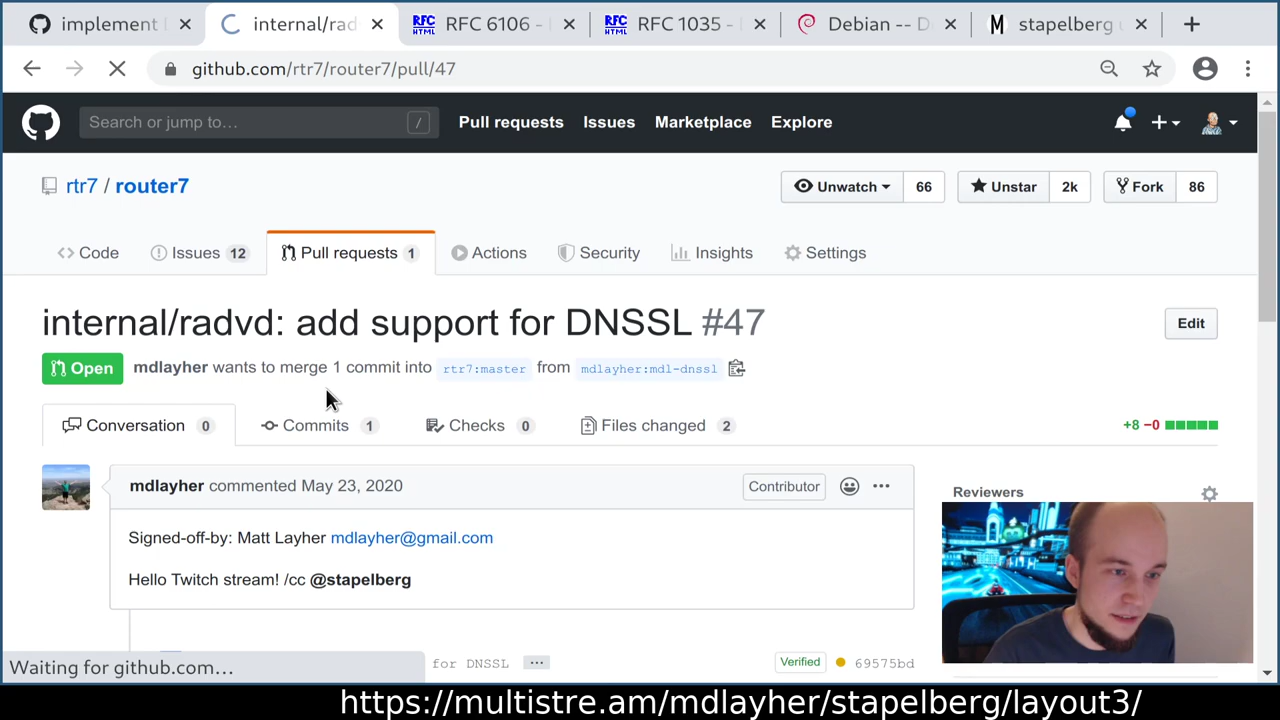 implement
internal/rad
RFC HTML
RFC 6106 -
RFC HTML
RFC 1035 -
Debian -- D
M
stapelberg
github.com/rtr7/router7/pull/47
Search or jump to…
/
Pull requests
Issues
Marketplace
Explore
rtr7 / router7
Unwatch 66
Unstar 2k
Fork 86
Code
Issues 12
Pull requests 1
Actions
Security
Insights
Settings
internal/radvd: add support for DNSSL #47
Edit
Open
mdlayher wants to merge 1 commit into rtr7:master from mdlayher:mdl-dnssl
Conversation 0
Commits 1
Checks 0
Files changed 2
+8 −0
mdlayher commented May 23, 2020
Contributor
Reviewers
Signed-off-by: Matt Layher mdlayher@gmail.com
Hello Twitch stream! /cc @stapelberg
for DNSSL
Verified
69575bd
Waiting for github.com…
https://multistre.am/mdlayher/stapelberg/layout3/